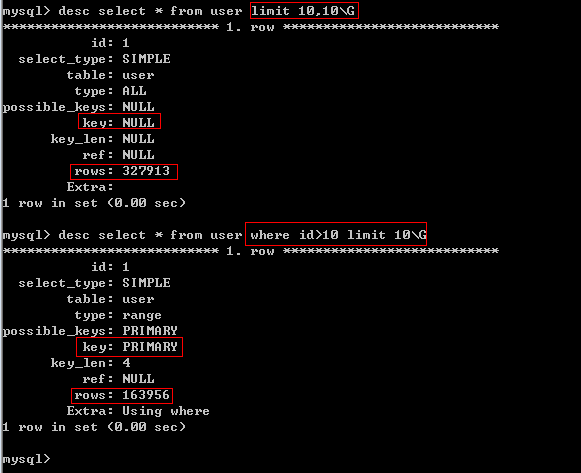 mysql> desc select * from user limit 10,10\G
*************************** 1. row ***************************
id: 1
select_type: SIMPLE
table: user
type: ALL
possible_keys: NULL
key: NULL
key_len: NULL
ref: NULL
rows: 327913
Extra:
1 row in set (0.00 sec)
mysql> desc select * from user where id>10 limit 10\G
*************************** 1. row ***************************
id: 1
select_type: SIMPLE
table: user
type: range
possible_keys: PRIMARY
key: PRIMARY
key_len: 4
ref: NULL
rows: 163956
Extra: Using where
1 row in set (0.00 sec)
mysql>